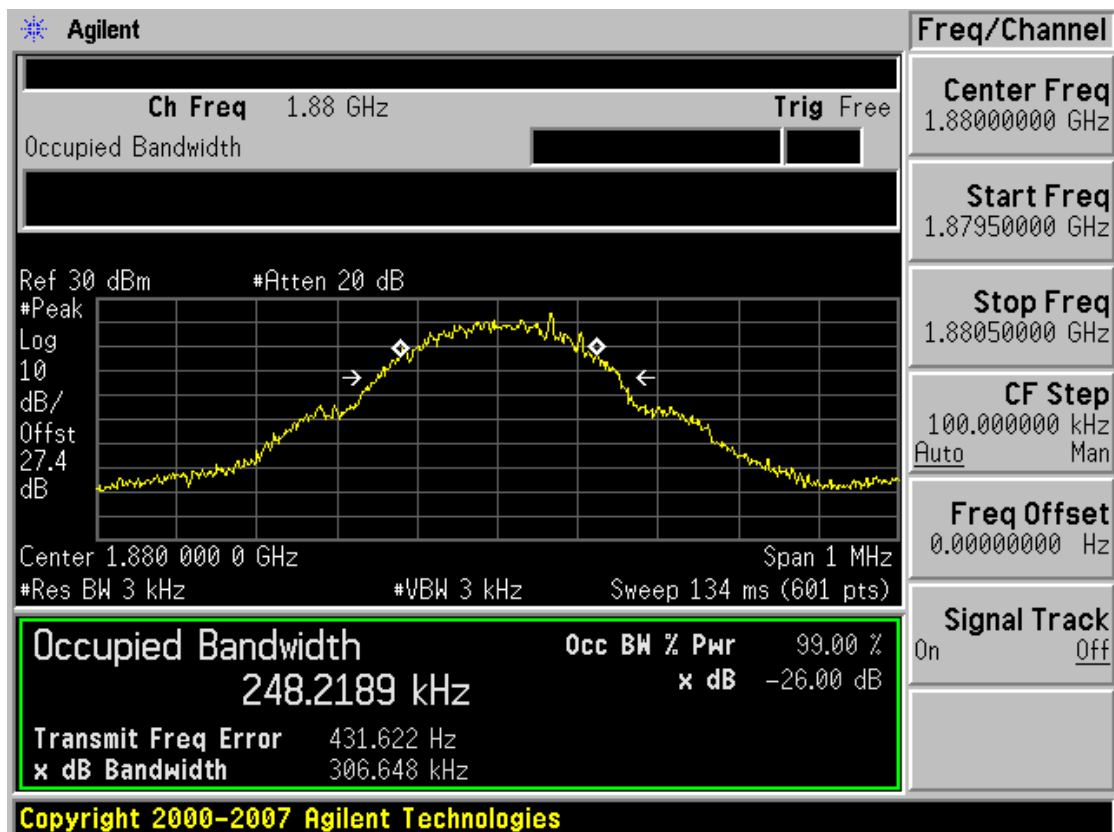 Agilent
Freq/Channel
Ch Freq 1.88 GHz Trig Free
Occupied Bandwidth
Center Freq
1.88000000 GHz
Start Freq
1.87950000 GHz
Stop Freq
1.88050000 GHz
CF Step
100.000000 kHz
Auto Man
Freq Offset
0.00000000 Hz
Signal Track
On Off
Ref 30 dBm #Atten 20 dB
#Peak
Log
10
dB/
Offst
27.4
dB
Center 1.880 000 0 GHz Span 1 MHz
#Res BW 3 kHz #VBW 3 kHz Sweep 134 ms (601 pts)
Occupied Bandwidth
248.2189 kHz
Occ BW % Pwr 99.00 %
x dB -26.00 dB
Transmit Freq Error 431.622 Hz
x dB Bandwidth 306.648 kHz
Copyright 2000-2007 Agilent Technologies